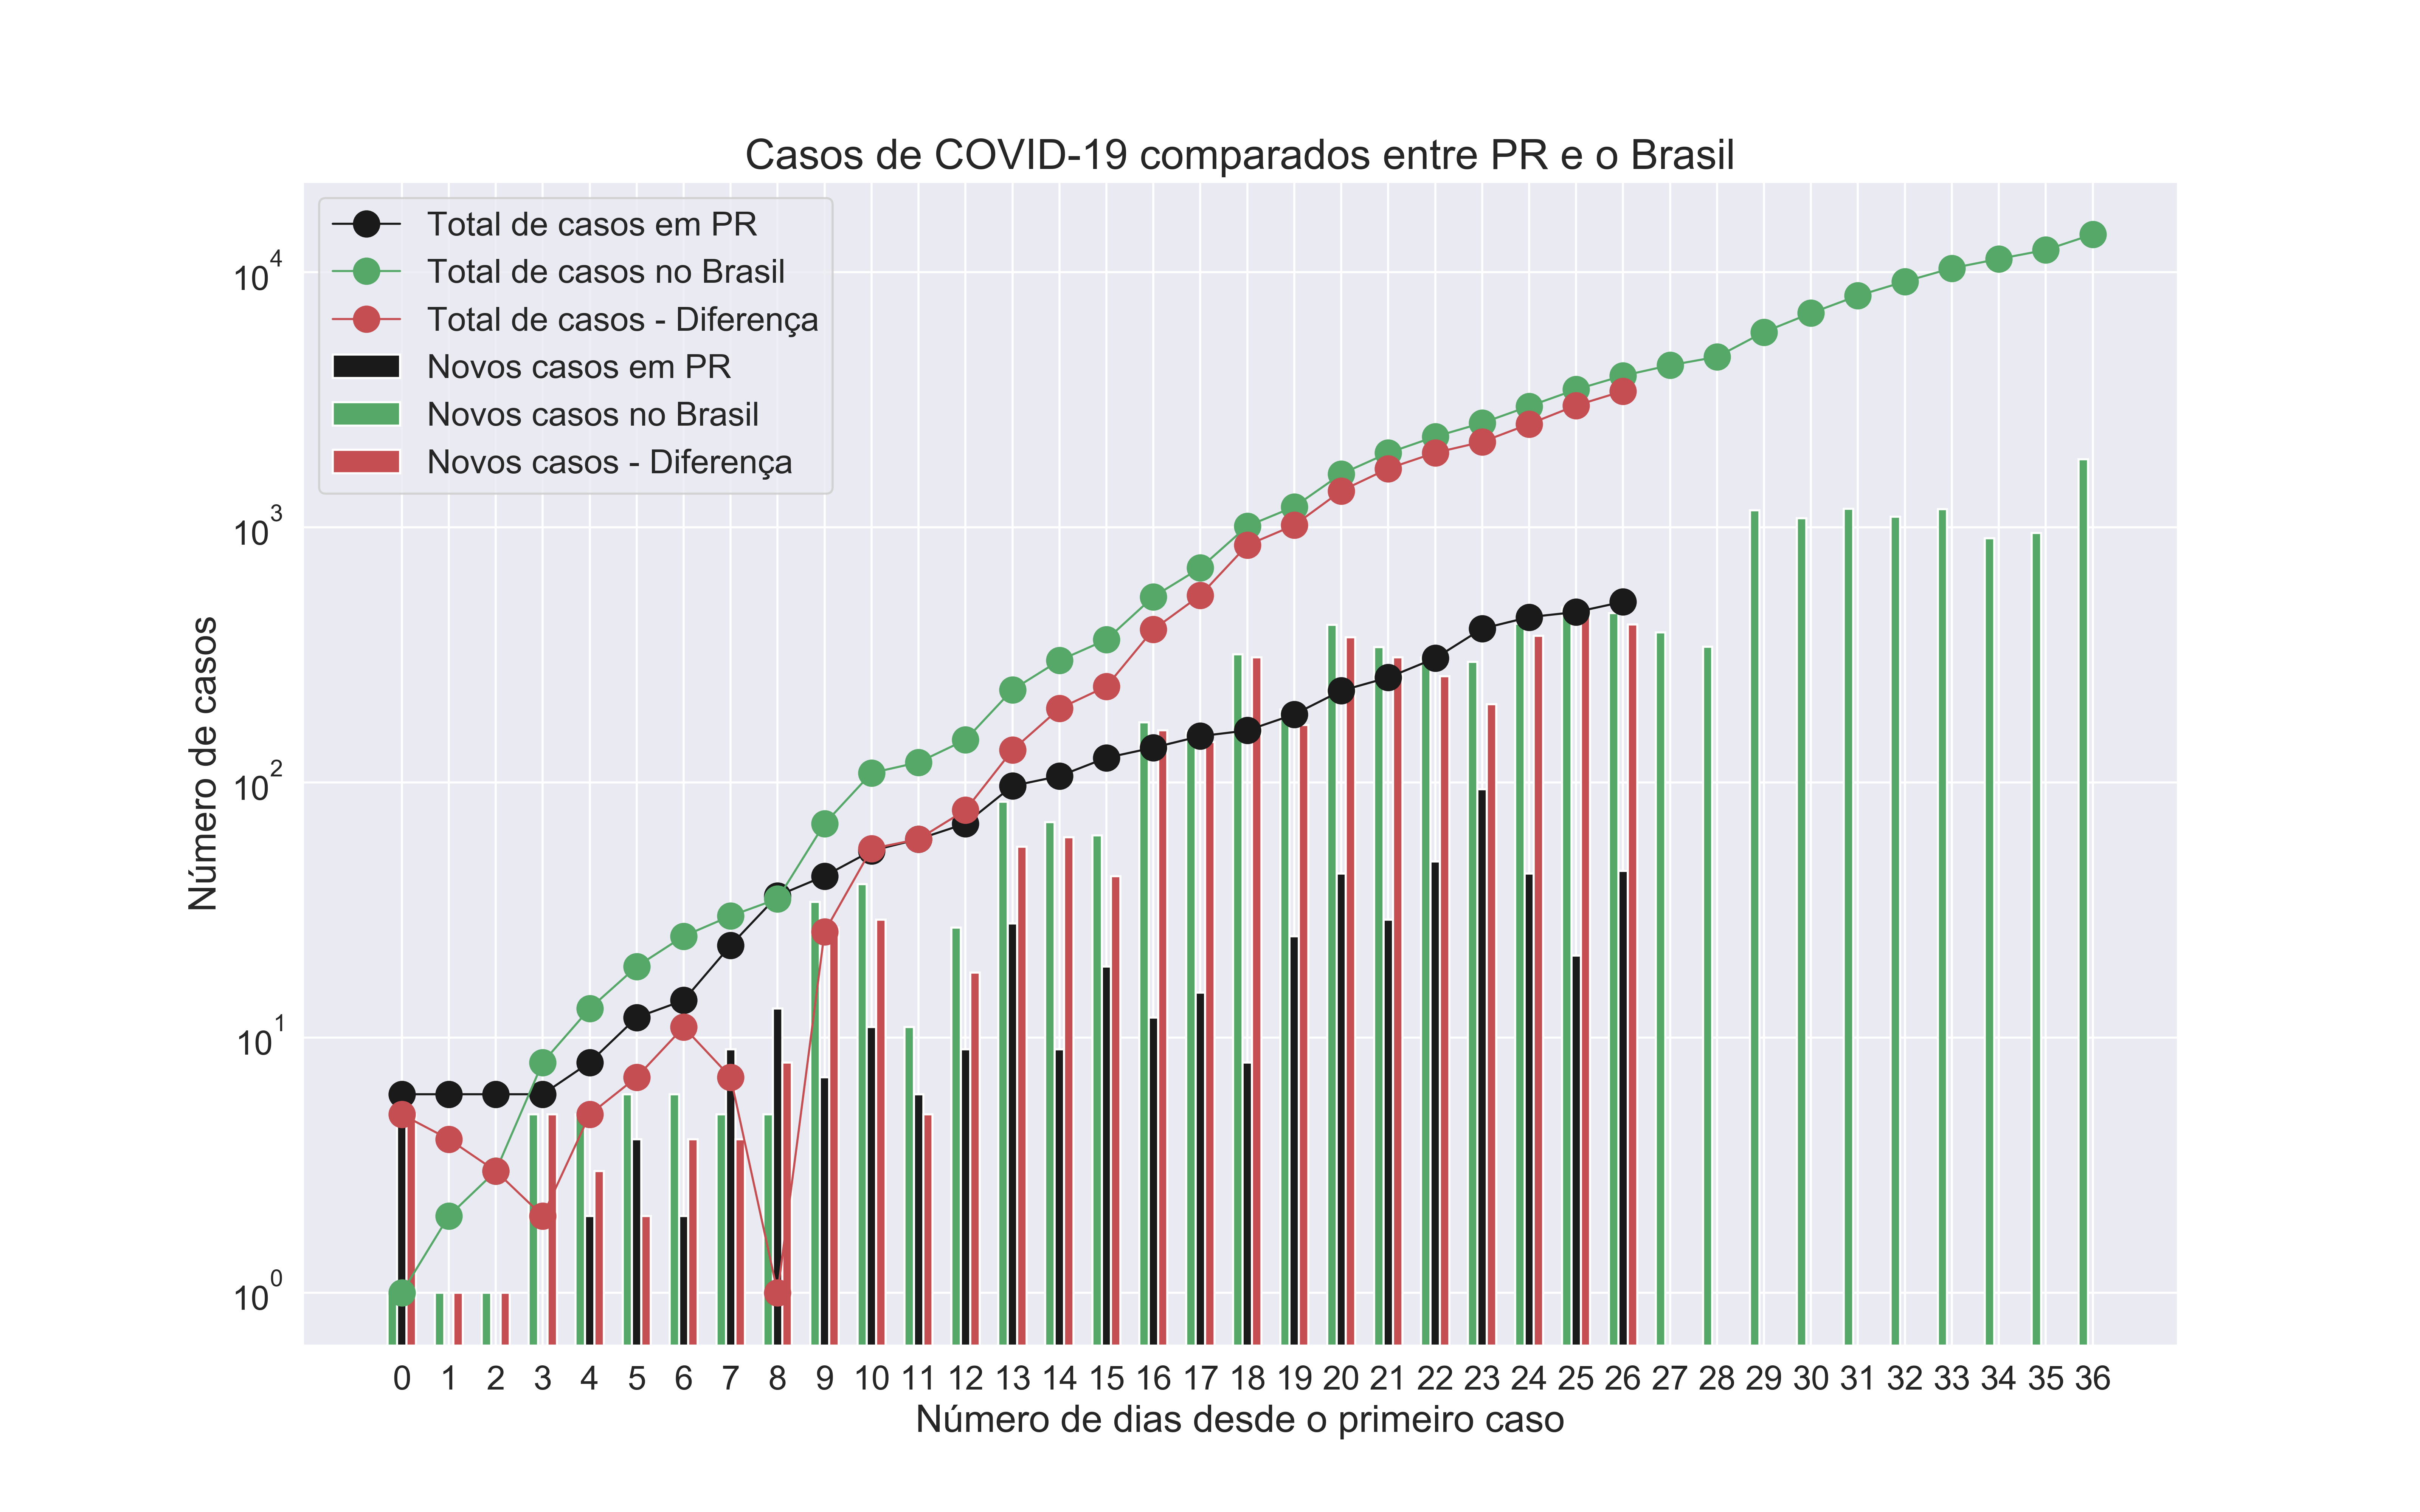 Casos de COVID-19 comparados entre PR e o Brasil
Total de casos em PR
Total de casos no Brasil
Total de casos - Diferença
Novos casos em PR
Novos casos no Brasil
Novos casos - Diferença
Número de casos
10^4
10^3
10^2
10^1
10^0
0 1 2 3 4 5 6 7 8 9 10 11 12 13 14 15 16 17 18 19 20 21 22 23 24 25 26 27 28 29 30 31 32 33 34 35 36
Número de dias desde o primeiro caso